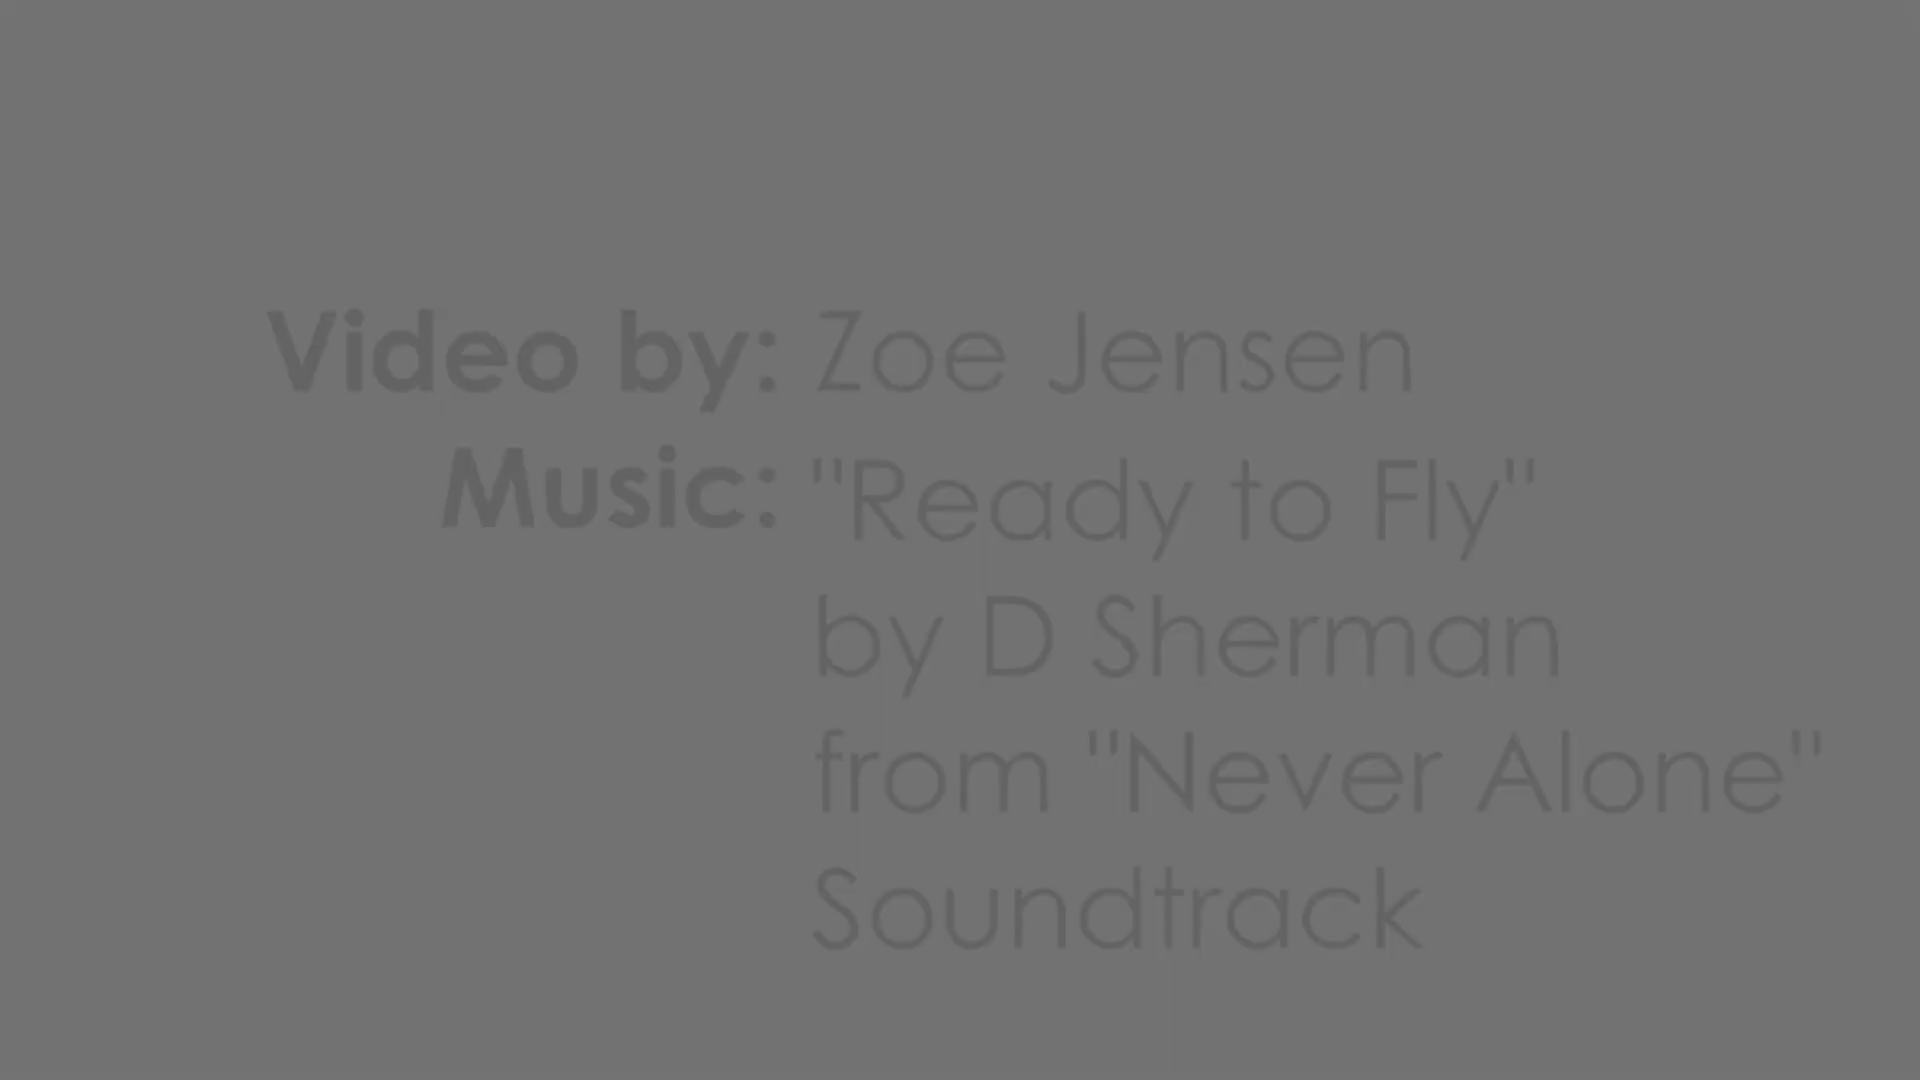 Video by: Zoe Jensen
Music: "Ready to Fly"
by D Sherman
from "Never Alone"
Soundtrack